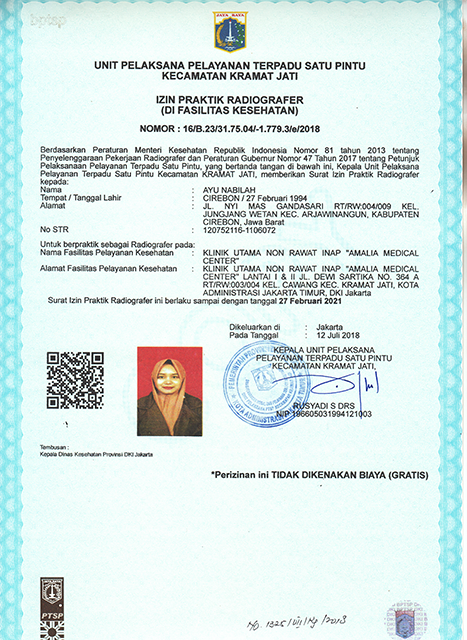 bptsp
JAYA RAYA
UNIT PELAKSANA PELAYANAN TERPADU SATU PINTU
KECAMATAN KRAMAT JATI
IZIN PRAKTIK RADIOGRAFER
(DI FASILITAS KESEHATAN)
NOMOR : 16/B.23/31.75.04/-1.779.3/e/2018
Berdasarkan Peraturan Menteri Kesehatan Republik Indonesia Nomor 81 tahun 2013 tentang
Penyelenggaraan Pekerjaan Radiografer dan Peraturan Gubernur Nomor 47 Tahun 2017 tentang Petunjuk
Pelaksanaan Pelayanan Terpadu Satu Pintu, yang bertanda tangan di bawah ini, Kepala Unit Pelaksana
Pelayanan Terpadu Satu Pintu Kecamatan KRAMAT JATI, memberikan Surat Izin Praktik Radiografer
kepada:
Nama : AYU NABILAH
Tempat / Tanggal Lahir : CIREBON / 27 Februari 1994
Alamat : JL. NYI MAS GANDASARI RT/RW:004/009 KEL.
JUNGJANG WETAN KEC. ARJAWINANGUN, KABUPATEN
CIREBON, Jawa Barat
No STR : 120752116-1106072
Untuk berpraktik sebagai Radiografer pada:
Nama Fasilitas Pelayanan Kesehatan : KLINIK UTAMA NON RAWAT INAP "AMALIA MEDICAL
CENTER"
Alamat Fasilitas Pelayanan Kesehatan : KLINIK UTAMA NON RAWAT INAP "AMALIA MEDICAL
CENTER" LANTAI I & II JL. DEWI SARTIKA NO. 364 A
RT/RW:003/004 KEL. CAWANG KEC. KRAMAT JATI, KOTA
ADMINISTRASI JAKARTA TIMUR, DKI Jakarta
Surat Izin Praktik Radiografer ini berlaku sampai dengan tanggal 27 Februari 2021
Dikeluarkan di : Jakarta
Pada Tanggal : 12 Juli 2018
KEPALA UNIT PELAKSANA
PELAYANAN TERPADU SATU PINTU
KECAMATAN KRAMAT JATI,
RUSYADI S DRS
NIP 196605031994121003
Tembusan :
Kepala Dinas Kesehatan Provinsi DKI Jakarta
*Perizinan ini TIDAK DIKENAKAN BIAYA (GRATIS)
PTSP
bptsp